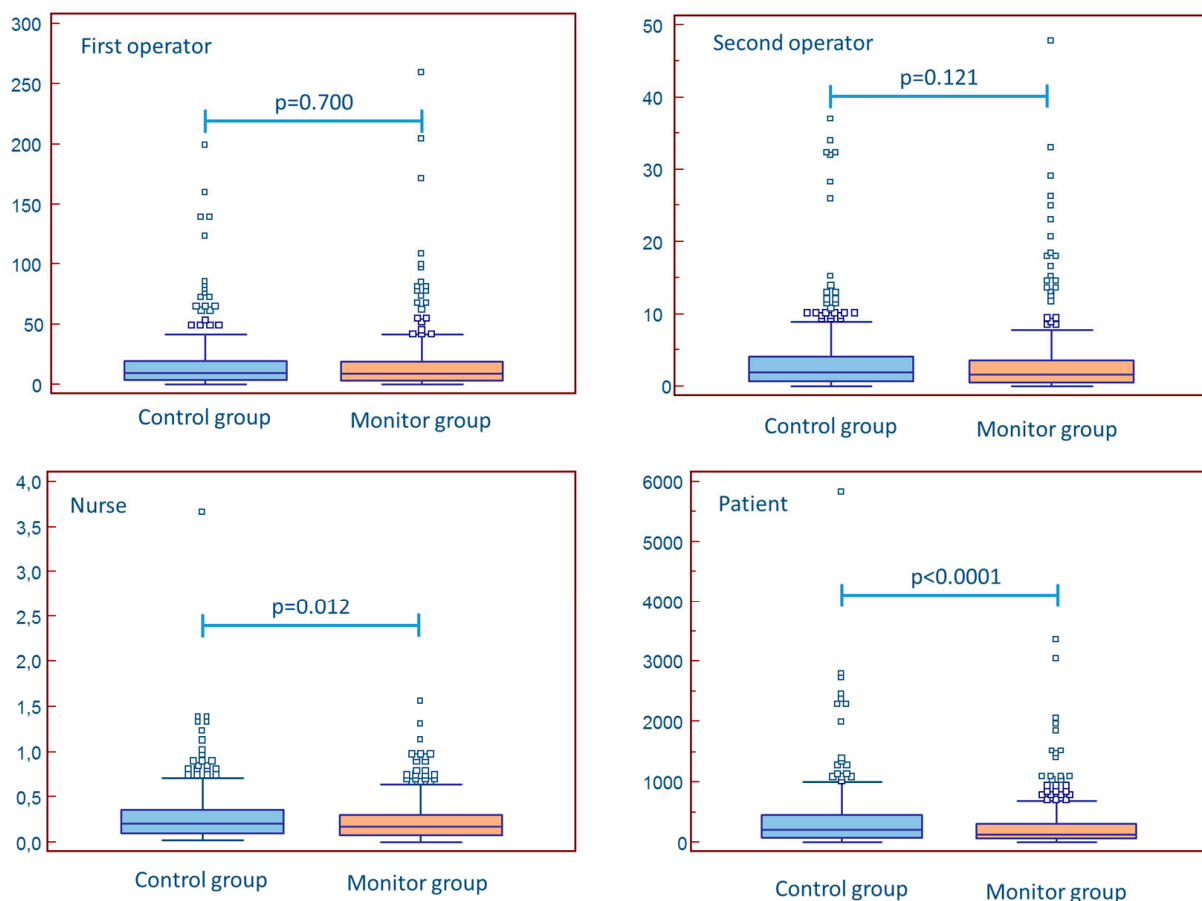 First operator
300
250
200
150
100
50
0
p=0.700
Control group
Monitor group
Second operator
50
40
30
20
10
0
p=0.121
Control group
Monitor group
Nurse
4,0
3,5
3,0
2,5
2,0
1,5
1,0
0,5
0,0
p=0.012
Control group
Monitor group
Patient
6000
5000
4000
3000
2000
1000
0
p<0.0001
Control group
Monitor group